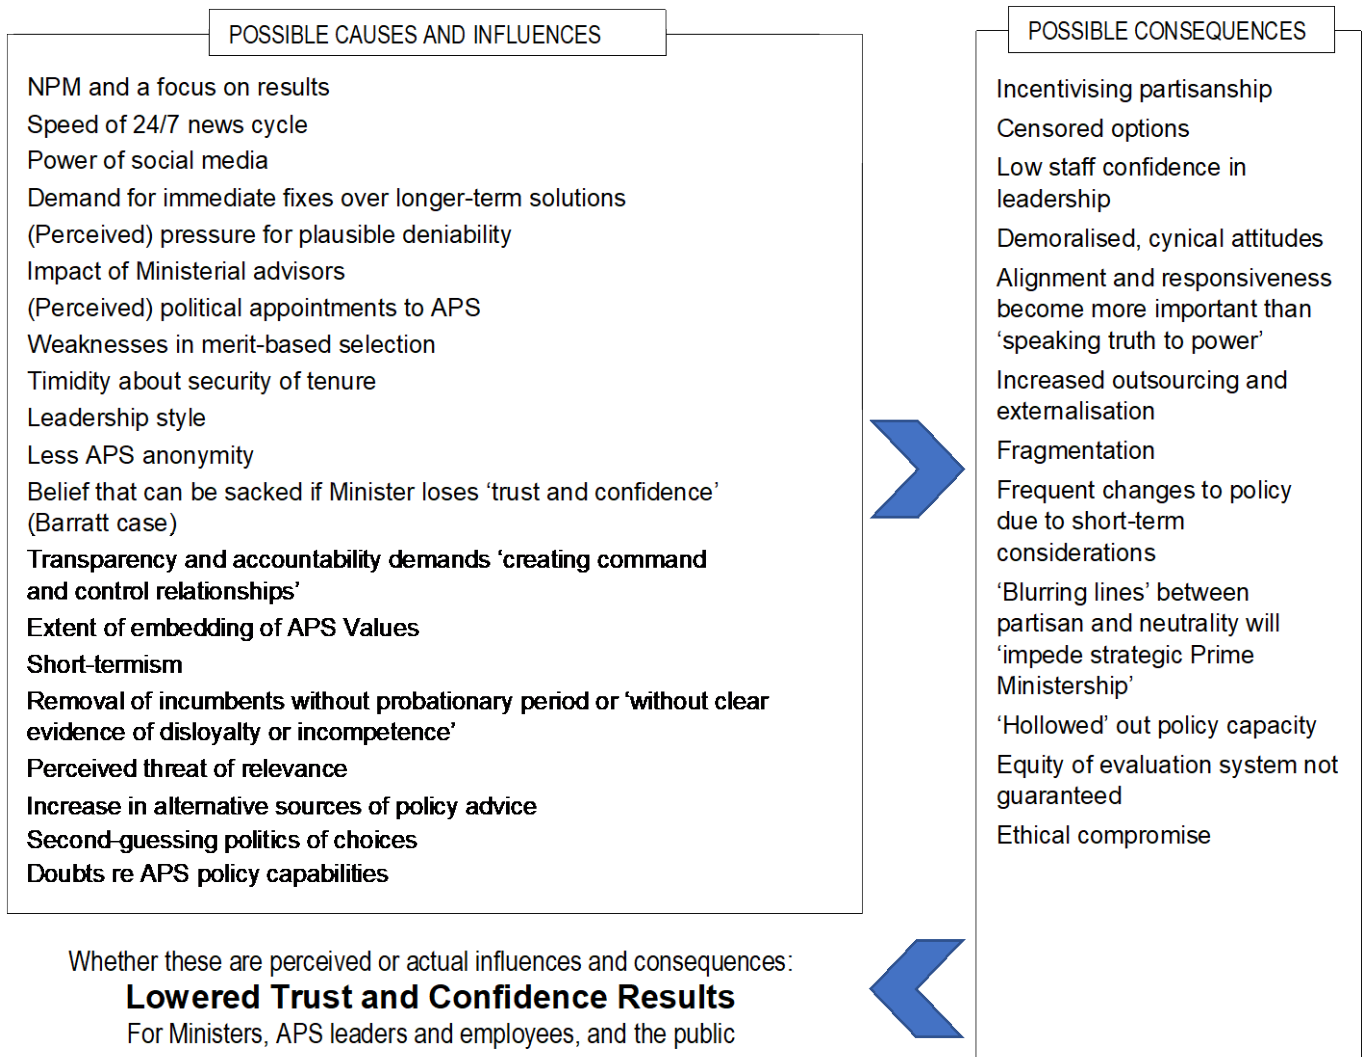 POSSIBLE CAUSES AND INFLUENCES
NPM and a focus on results
Speed of 24/7 news cycle
Power of social media
Demand for immediate fixes over longer-term solutions
(Perceived) pressure for plausible deniability
Impact of Ministerial advisors
(Perceived) political appointments to APS
Weaknesses in merit-based selection
Timidity about security of tenure
Leadership style
Less APS anonymity
Belief that can be sacked if Minister loses ‘trust and confidence’
(Barratt case)
Transparency and accountability demands ‘creating command
and control relationships’
Extent of embedding of APS Values
Short-termism
Removal of incumbents without probationary period or ‘without clear
evidence of disloyalty or incompetence’
Perceived threat of relevance
Increase in alternative sources of policy advice
Second-guessing politics of choices
Doubts re APS policy capabilities
POSSIBLE CONSEQUENCES
Incentivising partisanship
Censored options
Low staff confidence in
leadership
Demoralised, cynical attitudes
Alignment and responsiveness
become more important than
‘speaking truth to power’
Increased outsourcing and
externalisation
Fragmentation
Frequent changes to policy
due to short-term
considerations
‘Blurring lines’ between
partisan and neutrality will
‘impede strategic Prime
Ministership’
‘Hollowed’ out policy capacity
Equity of evaluation system not
guaranteed
Ethical compromise
Whether these are perceived or actual influences and consequences:
Lowered Trust and Confidence Results
For Ministers, APS leaders and employees, and the public